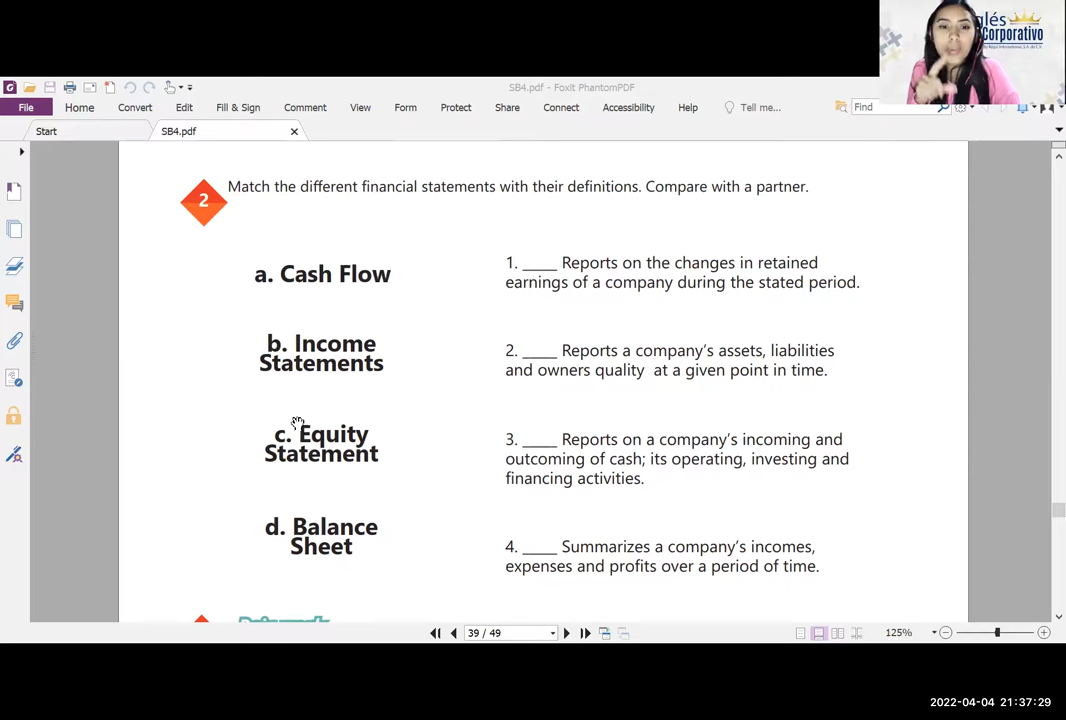 glés
Corporativo
SB4.pdf - Foxit PhantomPDF
File Home Convert Edit Fill & Sign Comment View Form Protect Share Connect Accessibility Help Tell me... Find
Start SB4.pdf
2 Match the different financial statements with their definitions. Compare with a partner.
a. Cash Flow
b. Income
Statements
c. Equity
Statement
d. Balance
Sheet
1. ____ Reports on the changes in retained
earnings of a company during the stated period.
2. ____ Reports a company's assets, liabilities
and owners quality at a given point in time.
3. ____ Reports on a company's incoming and
outcoming of cash; its operating, investing and
financing activities.
4. ____ Summarizes a company's incomes,
expenses and profits over a period of time.
39 / 49
125%
2022-04-04 21:37:29